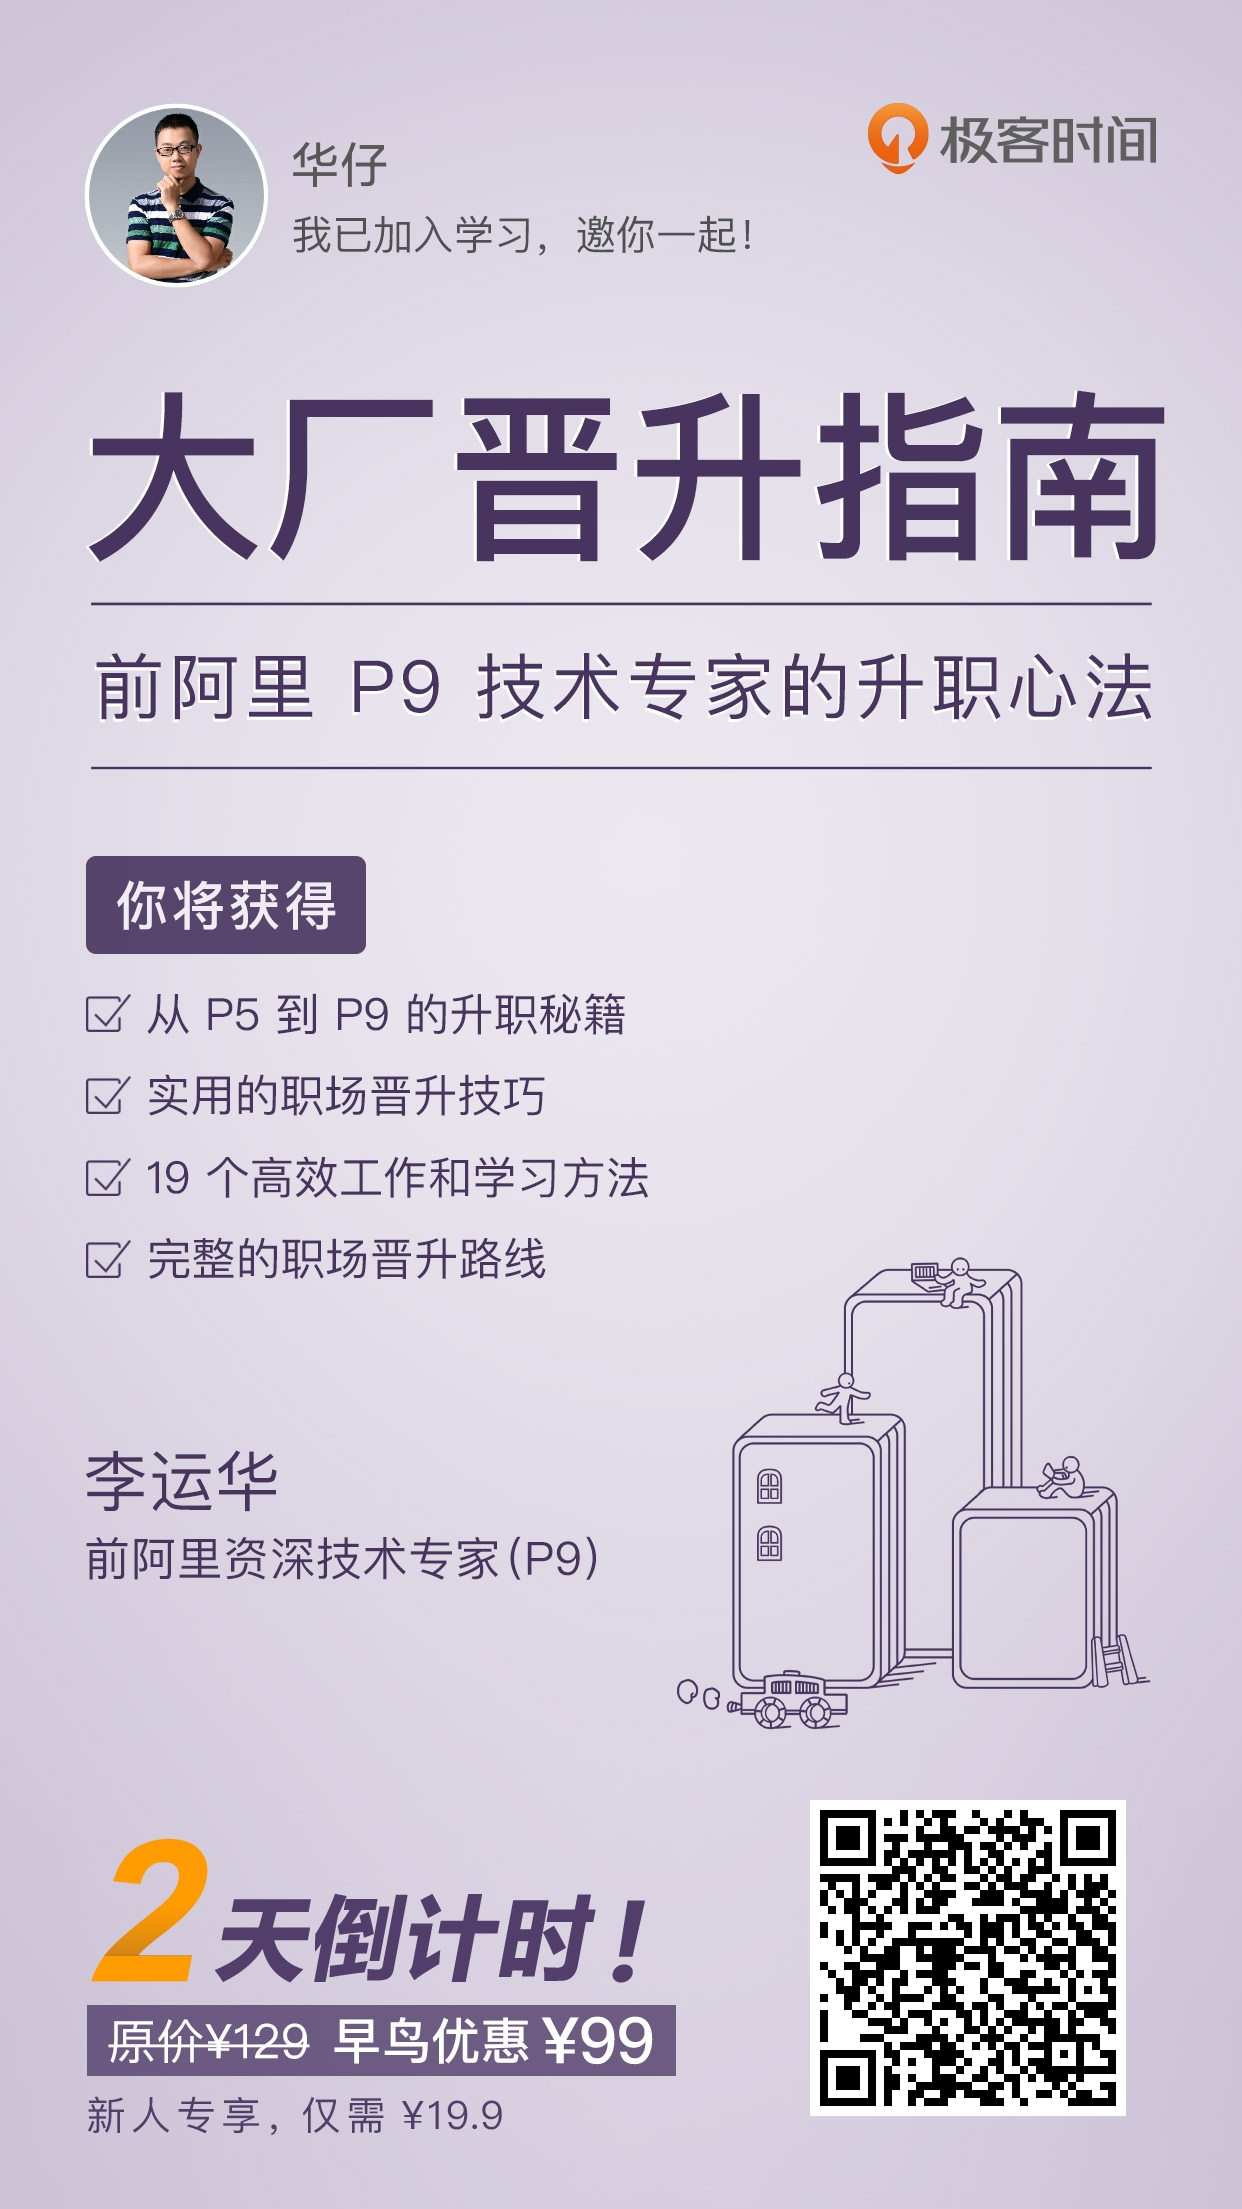 华仔
极客时间
我已加入学习，邀你一起！
大厂晋升指南
前阿里 P9 技术专家的升职心法
你将获得
从 P5 到 P9 的升职秘籍
实用的职场晋升技巧
19 个高效工作和学习方法
完整的职场晋升路线
李运华
前阿里资深技术专家(P9)
2天倒计时！
原价¥129 早鸟优惠 ¥99
新人专享，仅需 ¥19.9